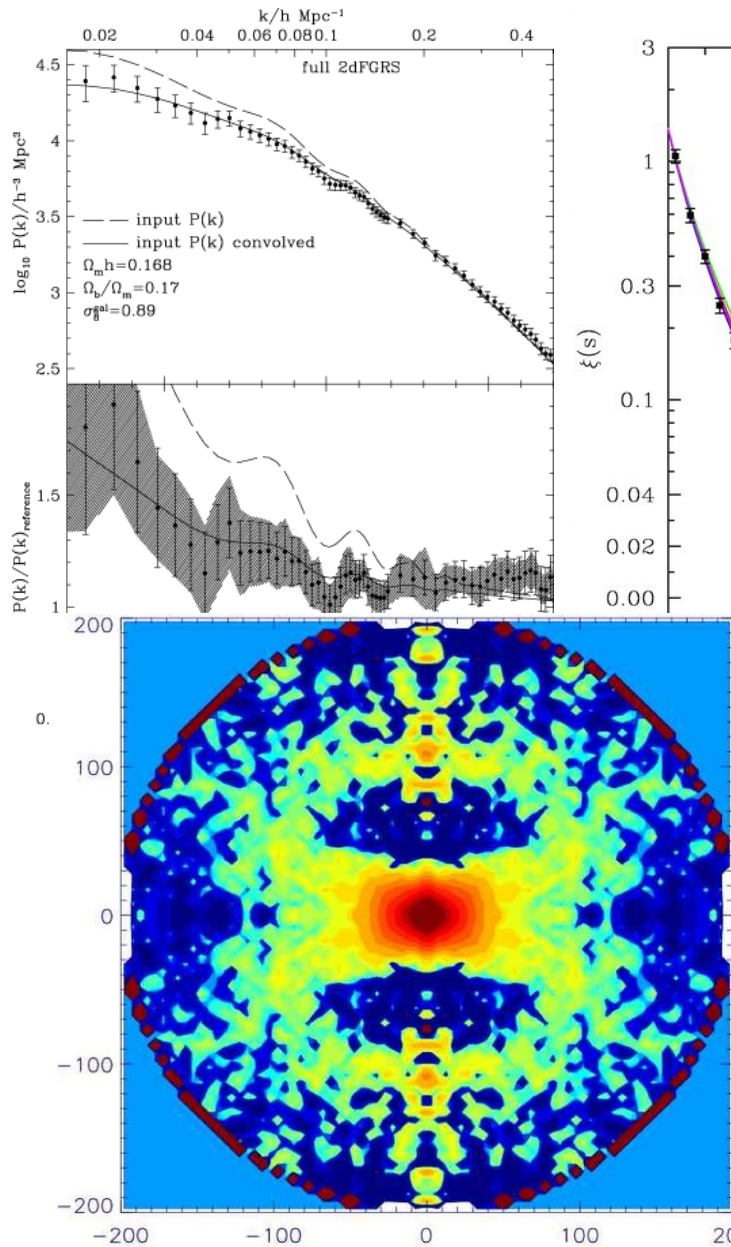 k/h Mpc⁻¹
0.02 0.04 0.06 0.08 0.1 0.2 0.4
full 2dFGRS
4.5
4
3.5
3
2.5
log₁₀ P(k)/h⁻³ Mpc³
input P(k)
input P(k) convolved
Ωₘh=0.168
Ω_b/Ωₘ=0.17
σ₈^gal=0.89
1.5
1
P(k)/P(k)reference
3
1
0.3
0.1
0.04
0.02
0.00
ξ(s)
0.
200
100
0
−100
−200
−200 −100 0 100 20